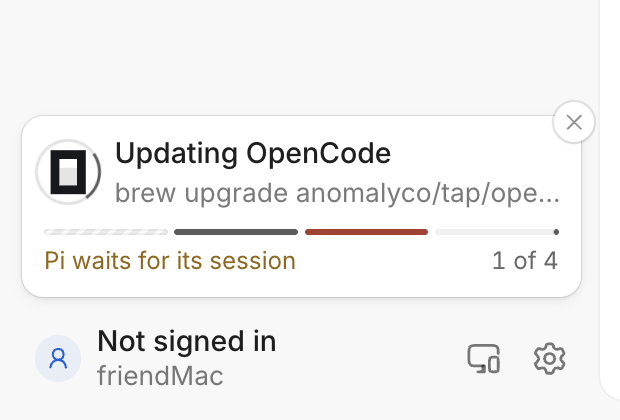 Updating OpenCode
brew upgrade anomalyco/tap/ope...
Pi waits for its session
1 of 4
Not signed in
friendMac